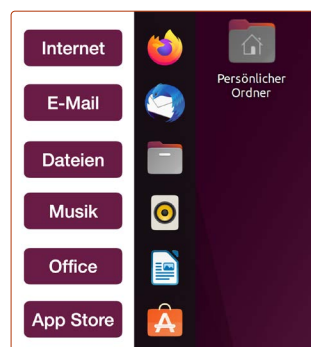 Internet
Persönlicher
Ordner
E-Mail
Dateien
Musik
Office
App Store